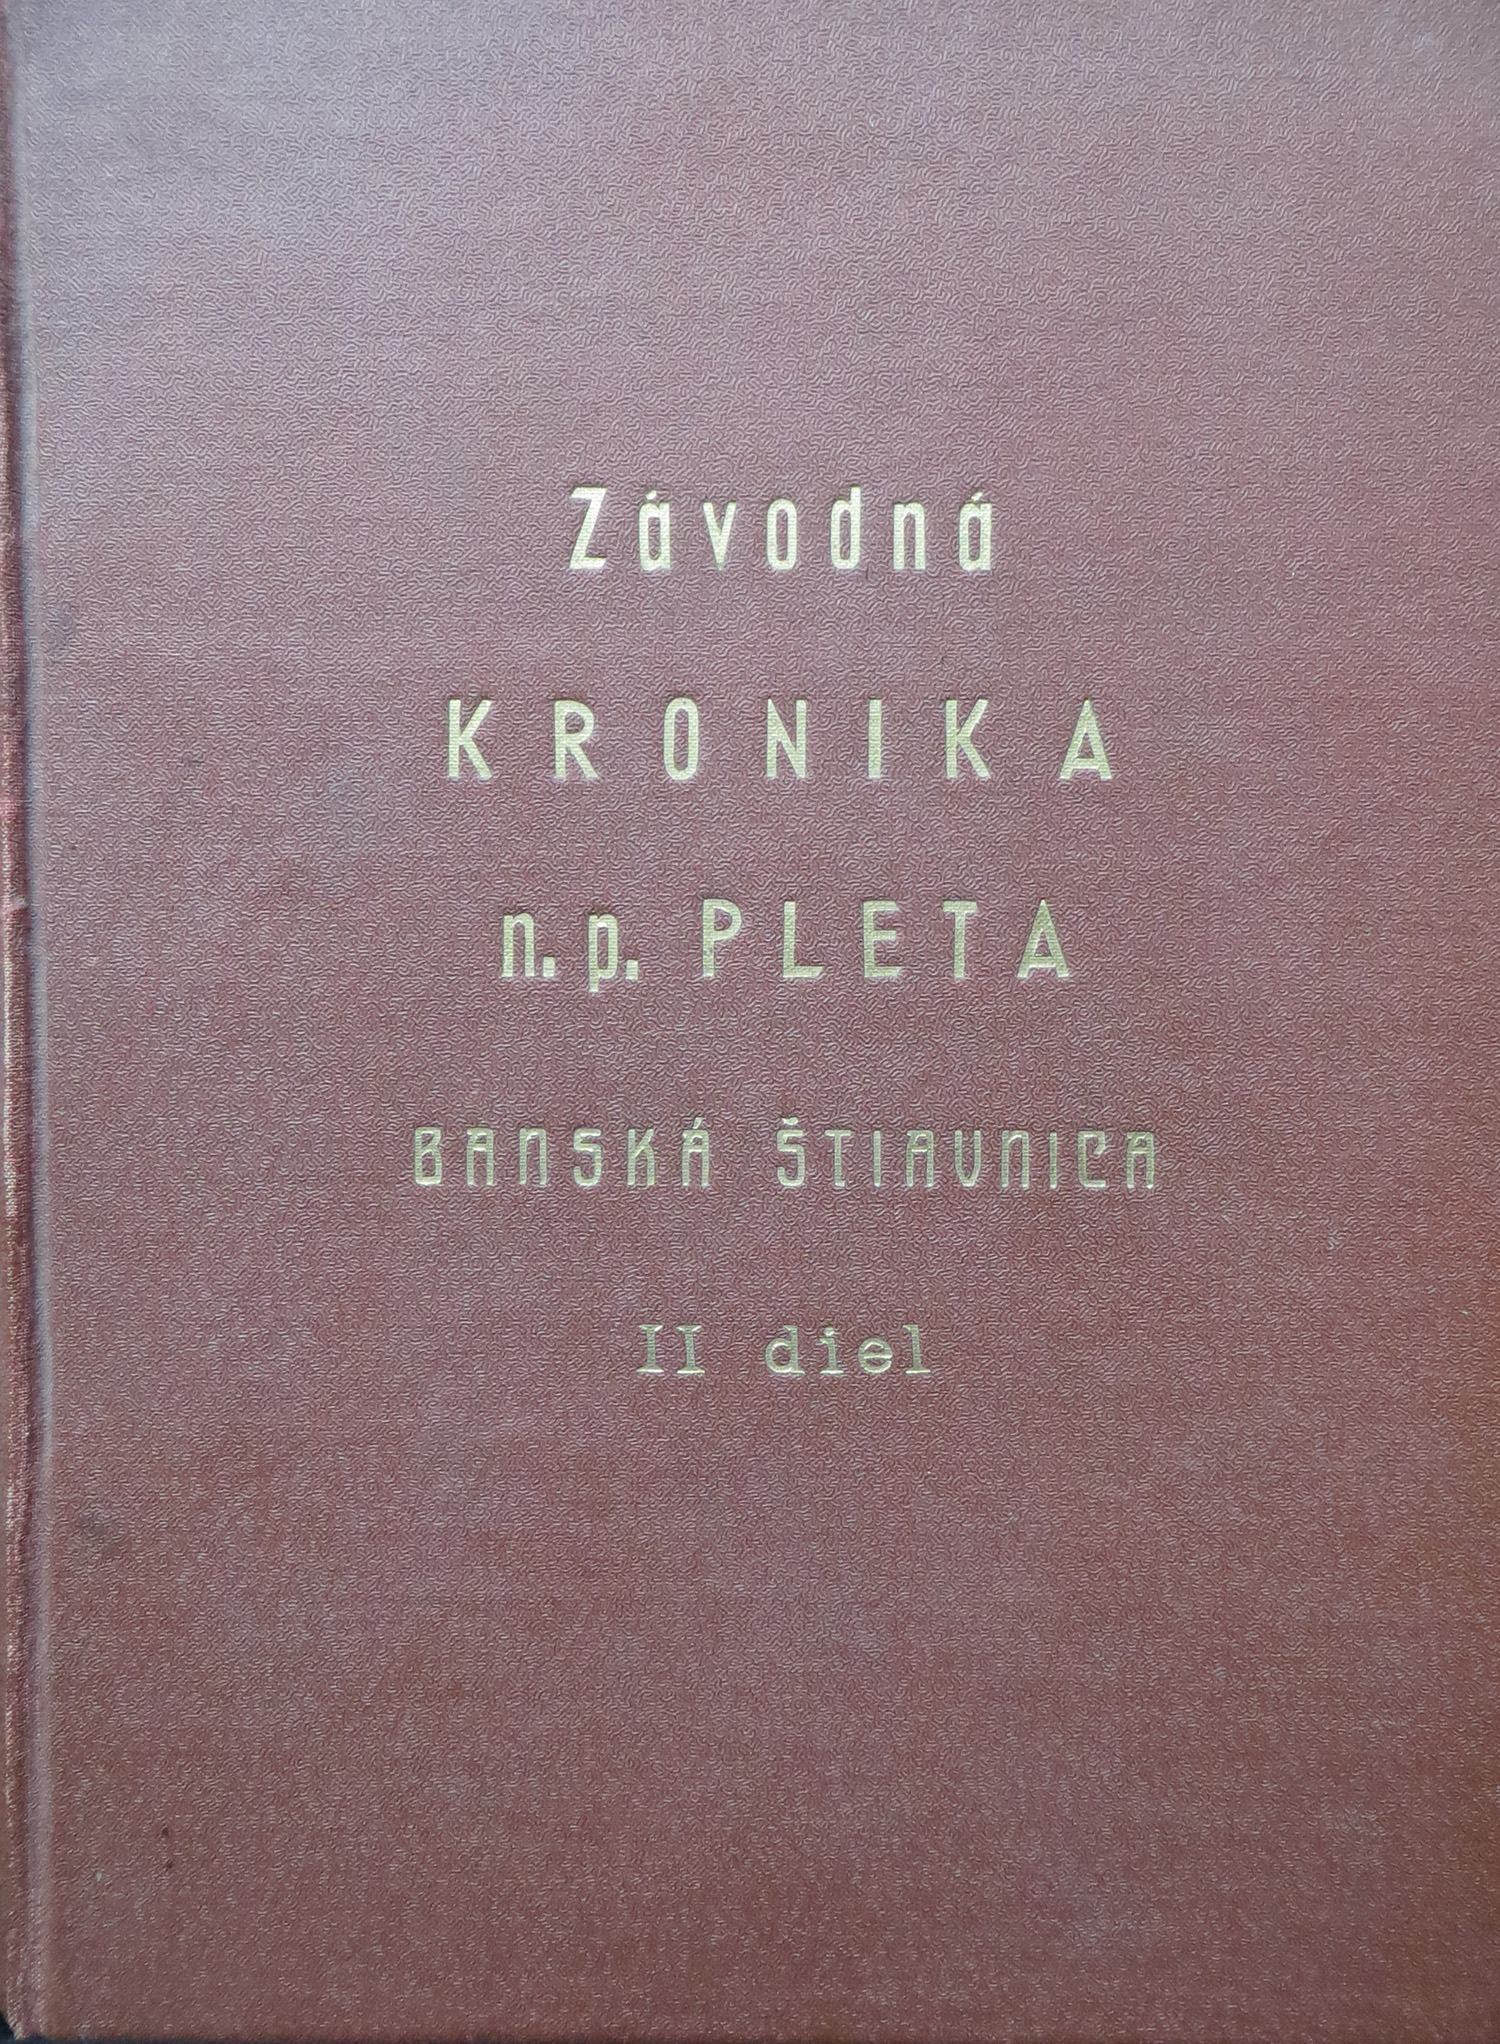 Závodná
KRONIKA
n.p. PLETA
BANSKÁ ŠTIAVNICA
II diel